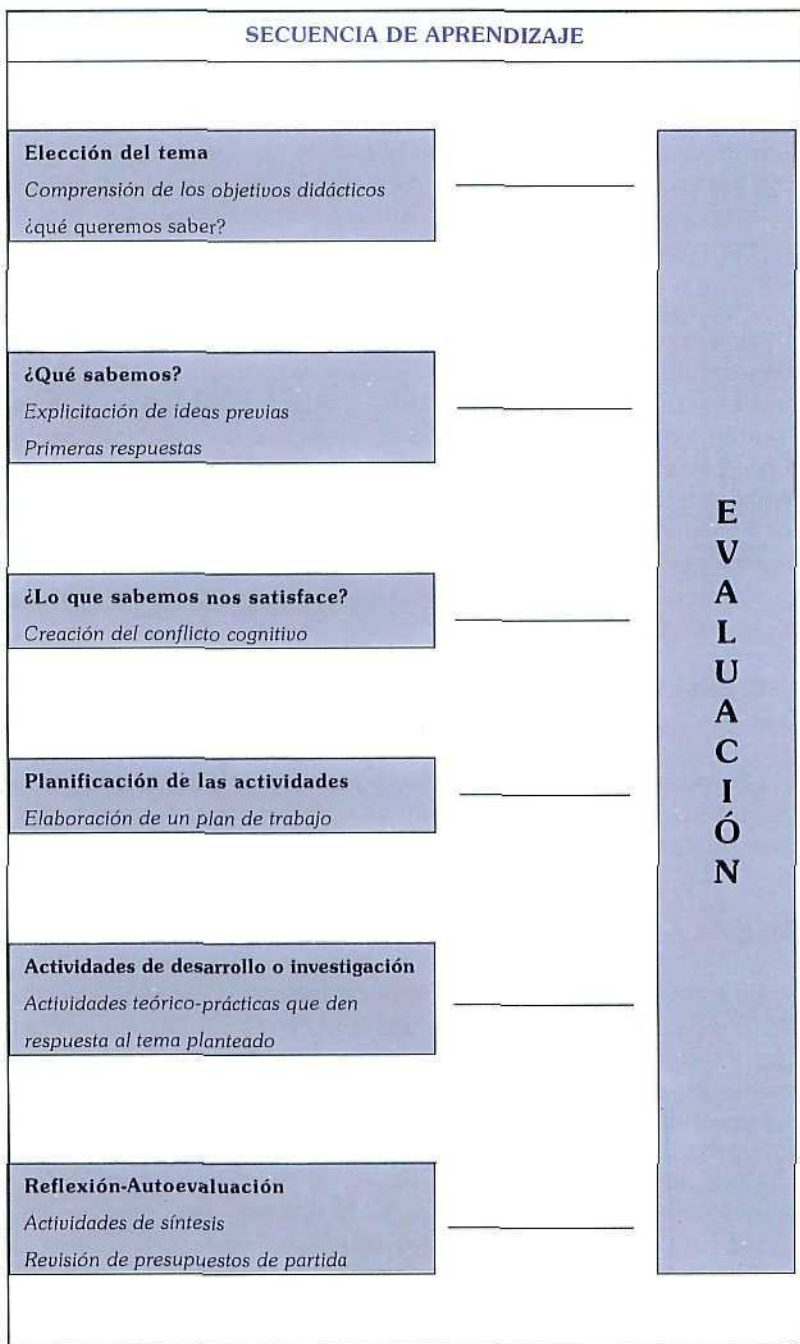 SECUENCIA DE APRENDIZAJE
Elección del tema
Comprensión de los objetivos didácticos
¿qué queremos saber?
¿Qué sabemos?
Explicitación de ideas previas
Primeras respuestas
¿Lo que sabemos nos satisface?
Creación del conflicto cognitivo
Planificación de las actividades
Elaboración de un plan de trabajo
Actividades de desarrollo o investigación
Actividades teórico-prácticas que den
respuesta al tema planteado
Reflexión-Autoevaluación
Actividades de síntesis
Revisión de presupuestos de partida
E
V
A
L
U
A
C
I
Ó
N